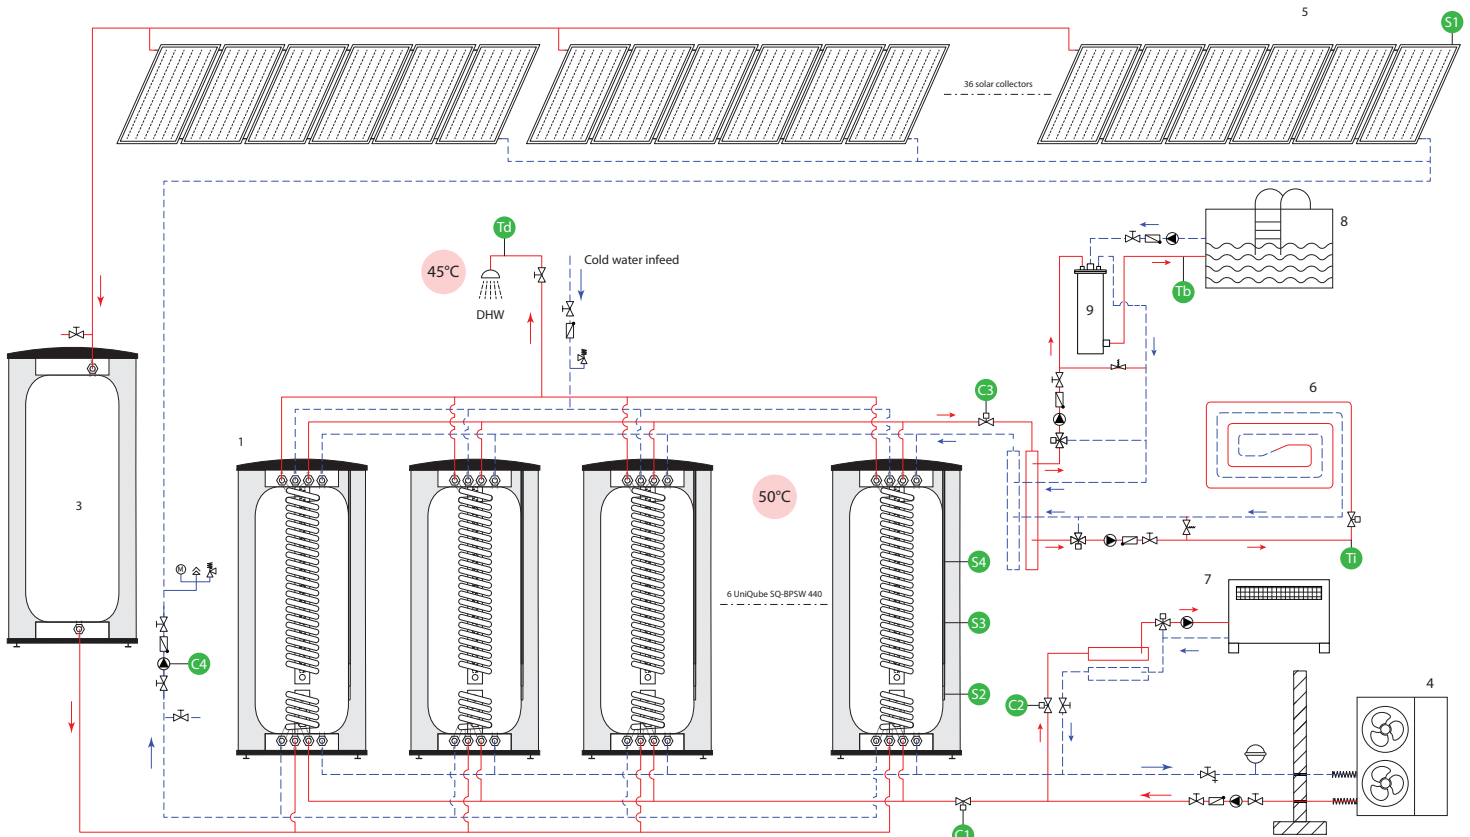 5
S1
36 solar collectors
Td
Cold water infeed
45°C
DHW
8
Tb
9
C3
6
1
3
50°C
S4
Ti
6 UniQube SQ-BPSW 440
7
M
S3
C4
S2
C2
4
C1